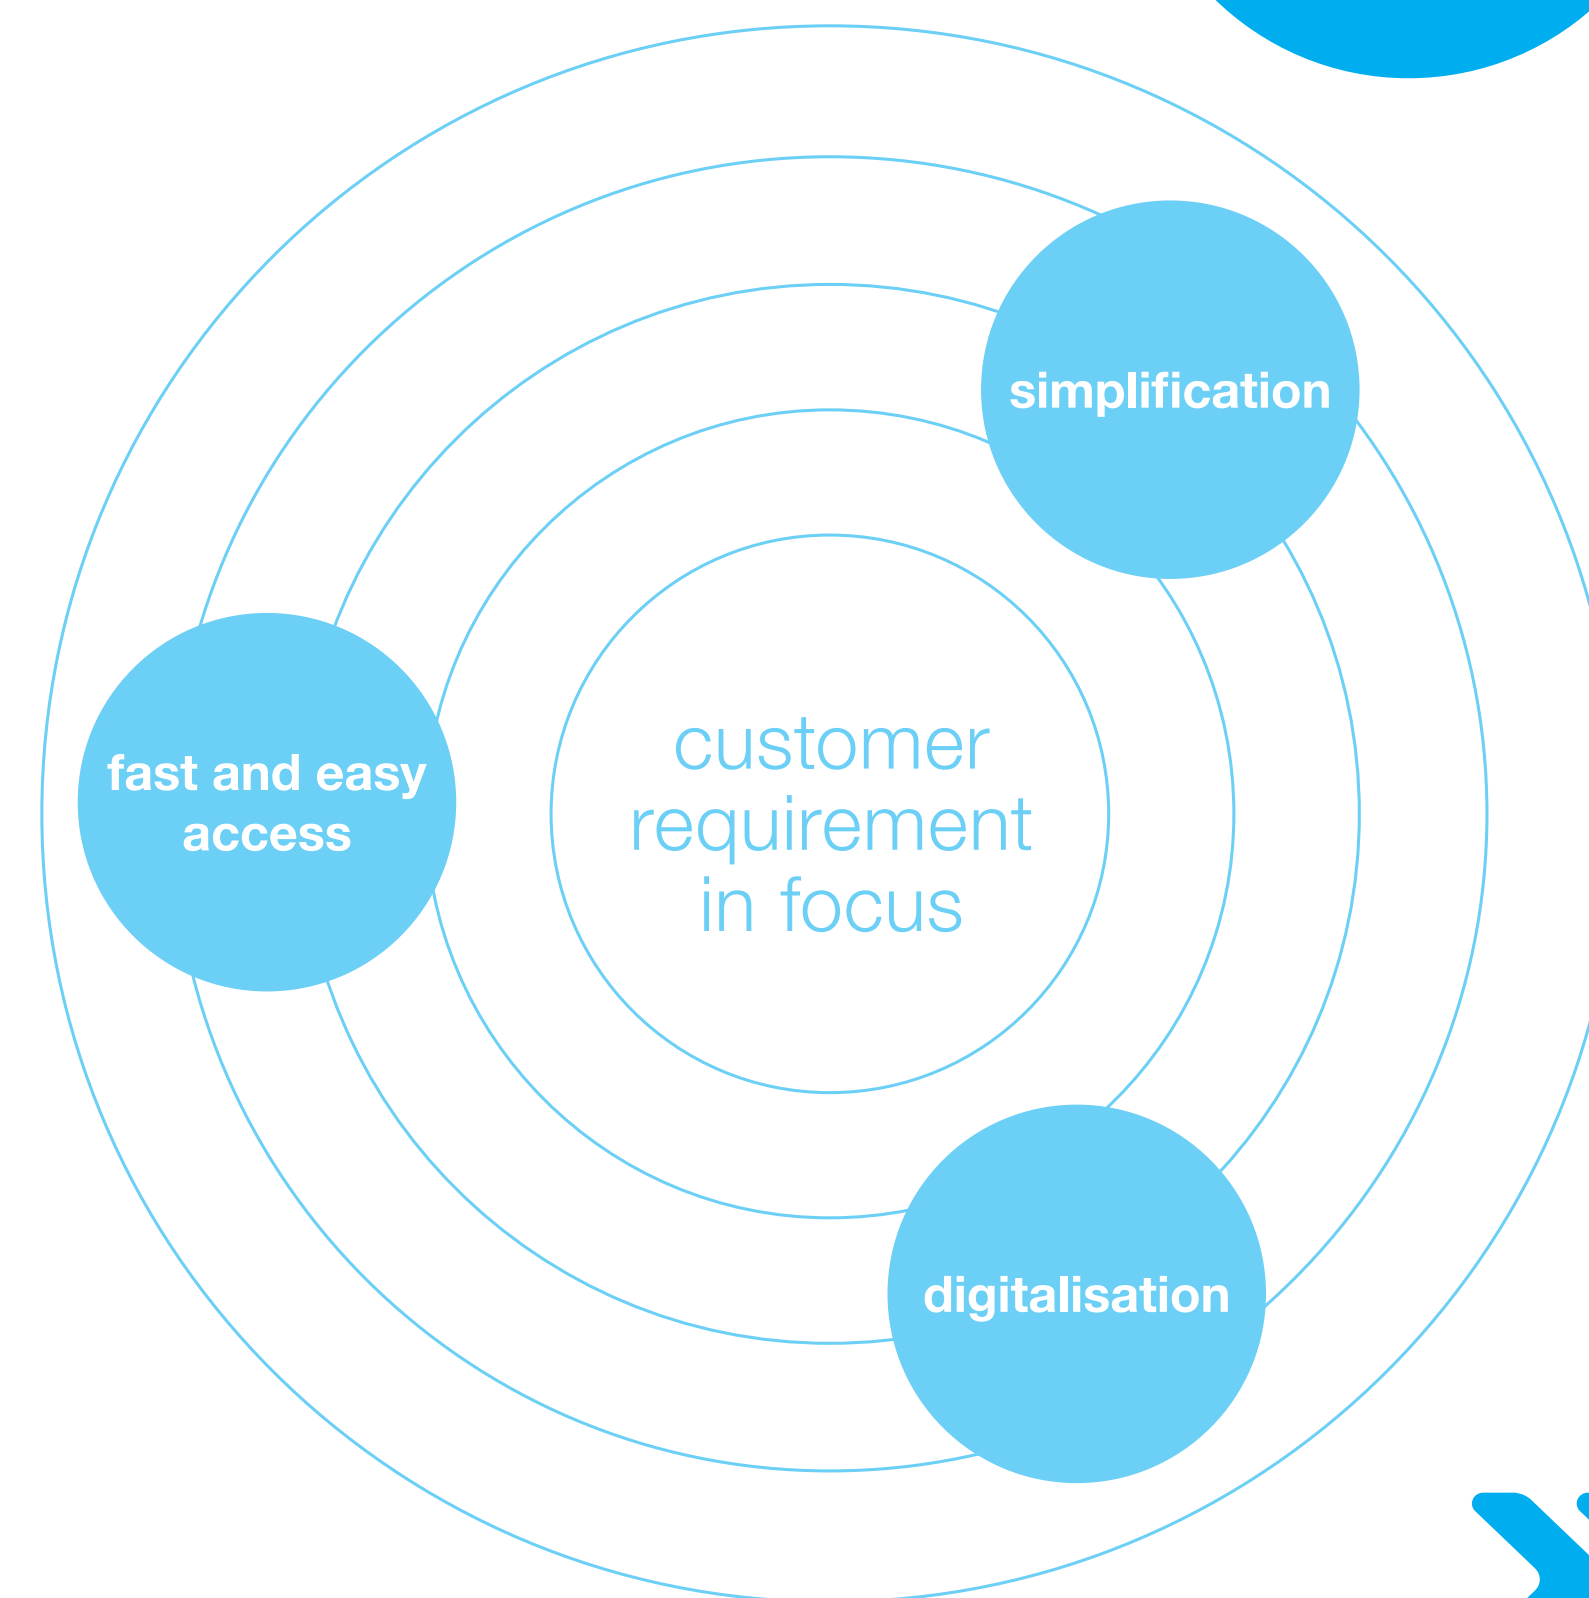 simplification
fast and easy
access
customer
requirement
in focus
digitalisation